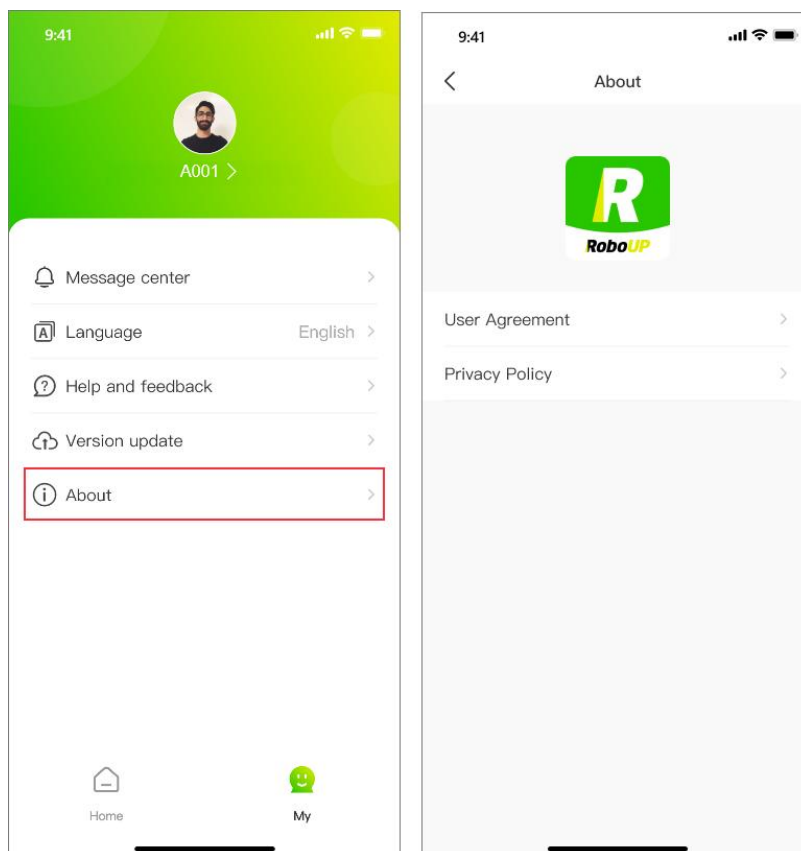 9:41
A001
Message center
Language English
Help and feedback
Version update
About
Home My
9:41
About
R
RoboUP
User Agreement
Privacy Policy